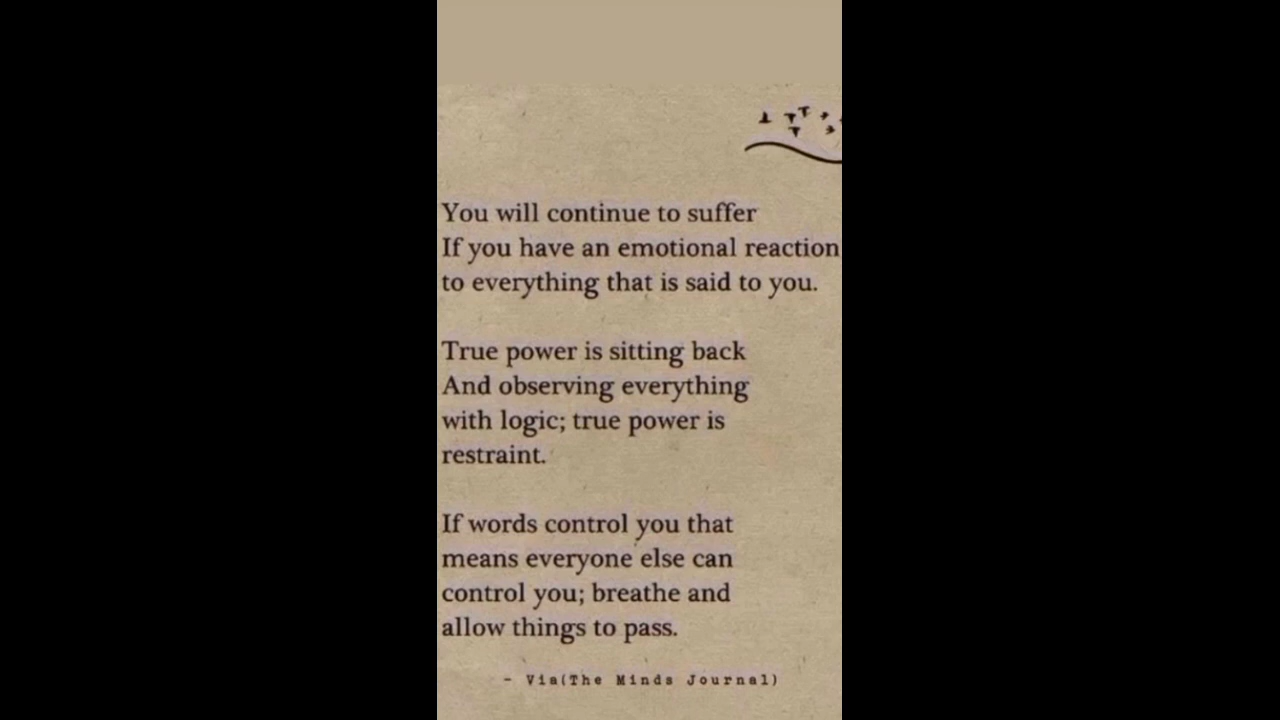 You will continue to suffer
If you have an emotional reaction
to everything that is said to you.
True power is sitting back
And observing everything
with logic; true power is
restraint.
If words control you that
means everyone else can
control you; breathe and
allow things to pass.
- Via(The Minds Journal)